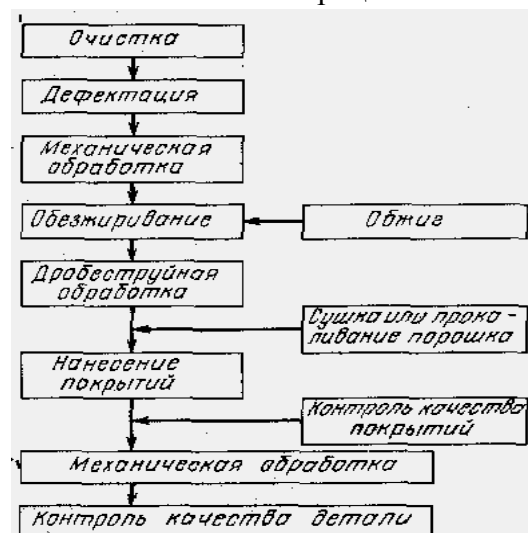 Очистка
Дефектация
Механическая
обработка
Обезжиривание
Обжиг
Дробеструйная
обработка
Сушка или прока-
ливание порошка
Нанесение
покрытий
Контроль качества
покрытий
Механическая обработка
Контроль качества детали